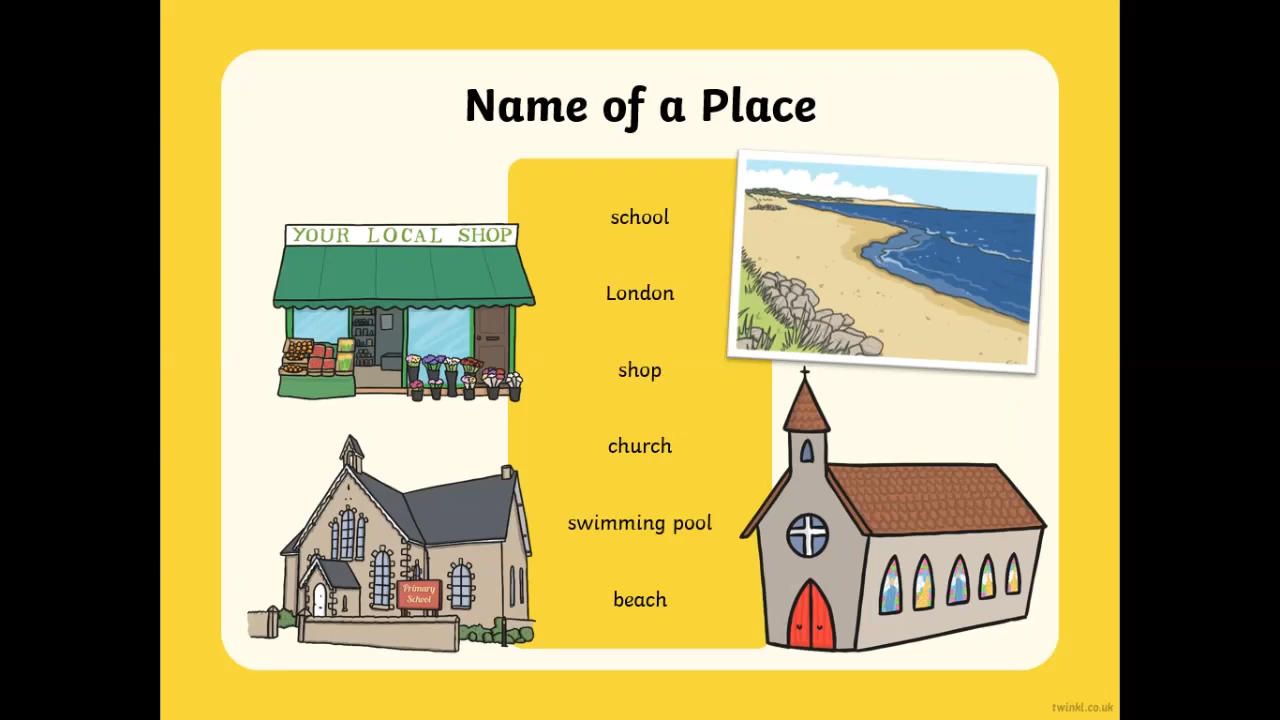 Name of a Place
YOUR LOCAL SHOP
school
London
shop
church
swimming pool
beach
Primary
School
twinkl.co.uk